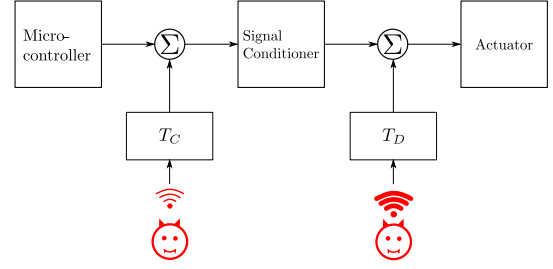 Micro-
controller
Σ
Signal
Conditioner
Σ
Actuator
T_C
T_D